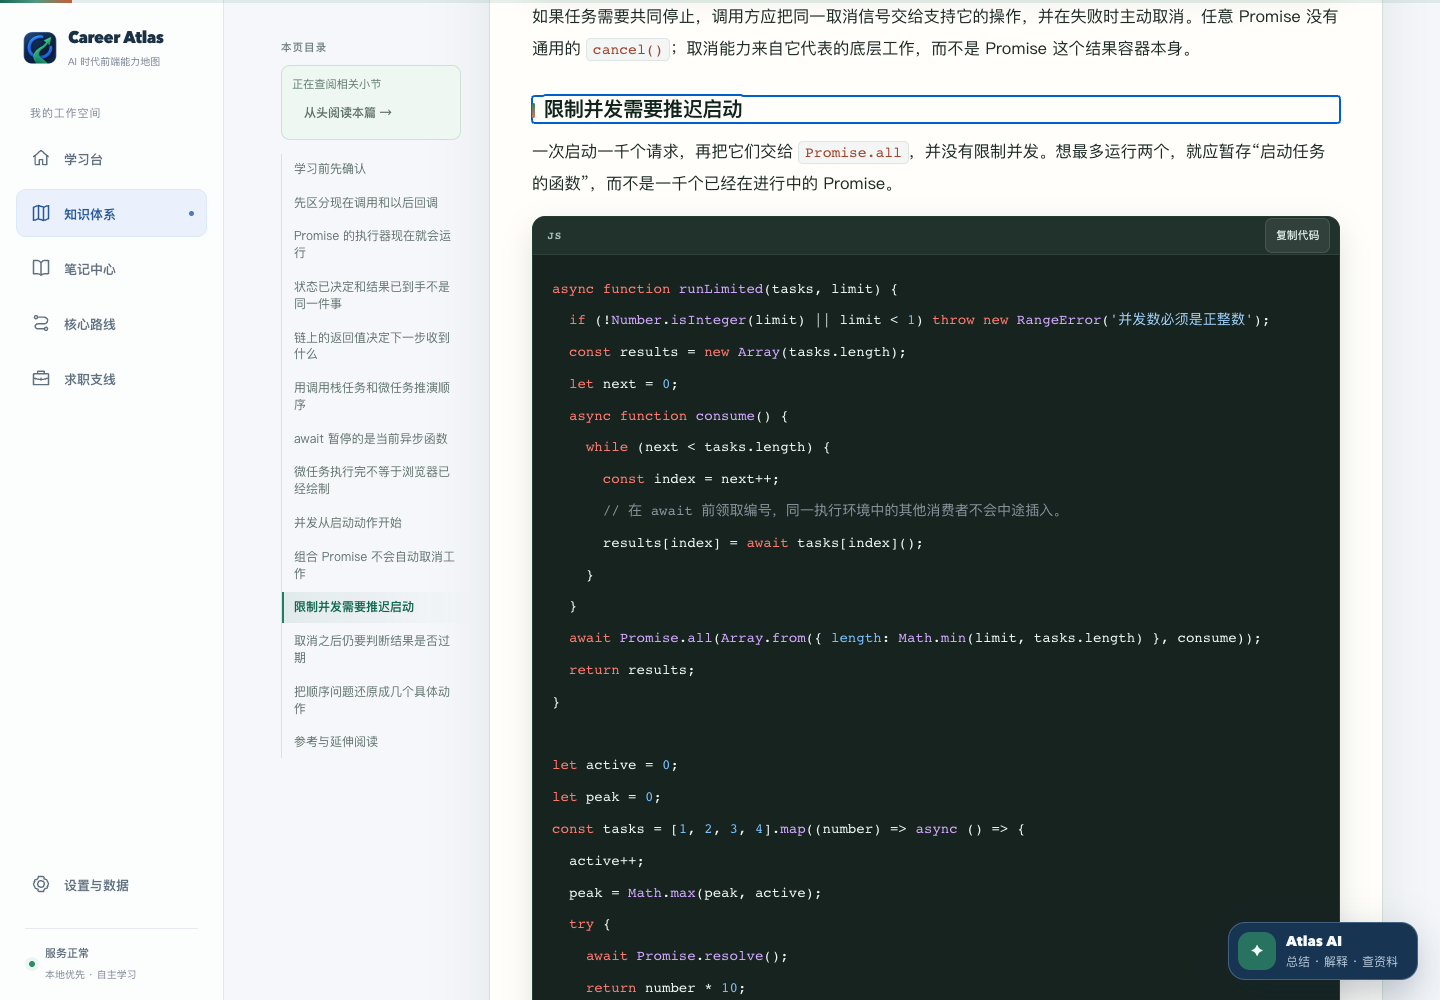 Career Atlas
AI 时代前端能力地图
我的工作空间
学习台
知识体系
笔记中心
核心路线
求职支线
设置与数据
服务正常
本地优先 · 自主学习
本页目录
正在查阅相关小节
从头阅读本篇 →
学习前先确认
先区分现在调用和以后回调
Promise 的执行器现在就会运
行
状态已决定和结果已到手不是
同一件事
链上的返回值决定下一步收到
什么
用调用栈任务和微任务推演顺
序
await 暂停的是当前异步函数
微任务执行完不等于浏览器已
经绘制
并发从启动动作开始
组合 Promise 不会自动取消工
作
限制并发需要推迟启动
取消之后仍要判断结果是否过
期
把顺序问题还原成几个具体动
作
参考与延伸阅读
如果任务需要共同停止，调用方应把同一取消信号交给支持它的操作，并在失败时主动取消。任意 Promise 没有
通用的 cancel()；取消能力来自它代表的底层工作，而不是 Promise 这个结果容器本身。
限制并发需要推迟启动
一次启动一千个请求，再把它们交给 Promise.all，并没有限制并发。想最多运行两个，就应暂存“启动任务
的函数”，而不是一千个已经在进行中的 Promise。
JS
复制代码
async function runLimited(tasks, limit) {
  if (!Number.isInteger(limit) || limit < 1) throw new RangeError('并发数必须是正整数');
  const results = new Array(tasks.length);
  let next = 0;
  async function consume() {
    while (next < tasks.length) {
      const index = next++;
      // 在 await 前领取编号，同一执行环境中的其他消费者不会中途插入。
      results[index] = await tasks[index]();
    }
  }
  await Promise.all(Array.from({ length: Math.min(limit, tasks.length) }, consume));
  return results;
}
let active = 0;
let peak = 0;
const tasks = [1, 2, 3, 4].map((number) => async () => {
  active++;
  peak = Math.max(peak, active);
  try {
    await Promise.resolve();
    return number * 10;
Atlas AI
总结 · 解释 · 查资料